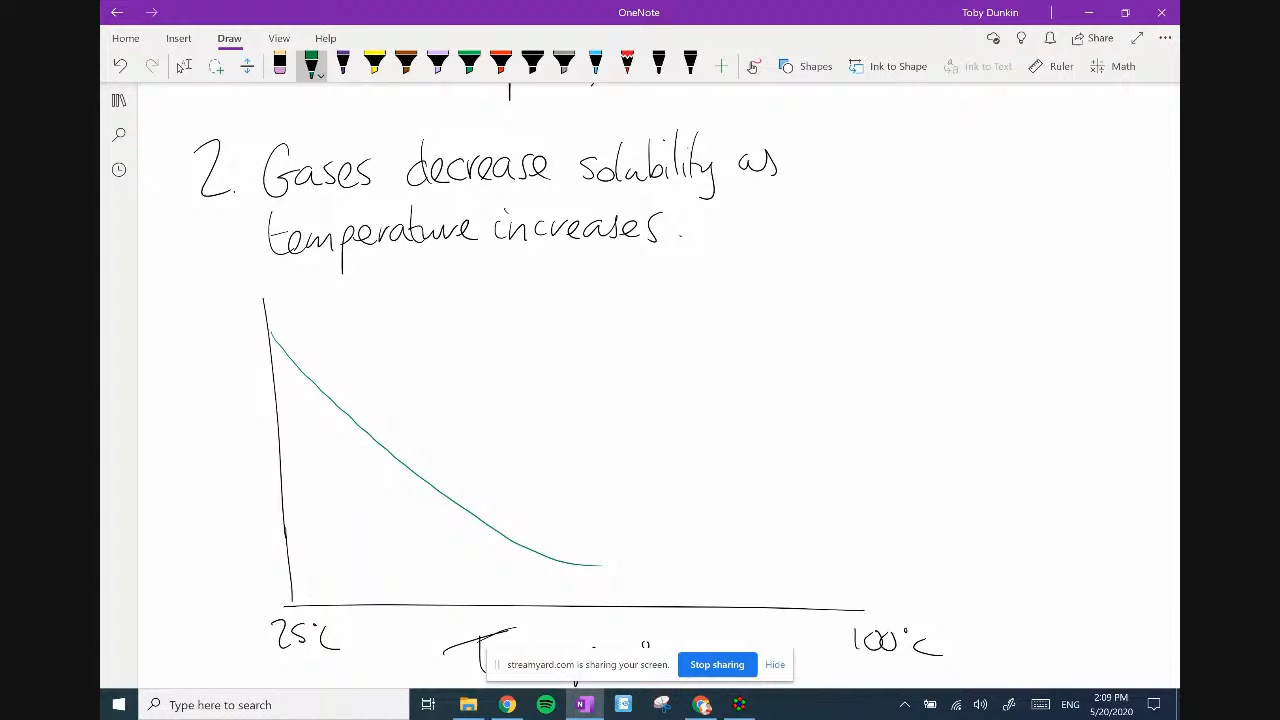 OneNote
Toby Dunkin
Home Insert Draw View Help
Share
Shapes
Ink to Shape
Ink to Text
Ruler
Math
2. Gases decrease solubility as
temperature increases.
25°C
100°C
streamyard.com is sharing your screen.
Stop sharing
Hide
Type here to search
ENG
2:09 PM
5/20/2020